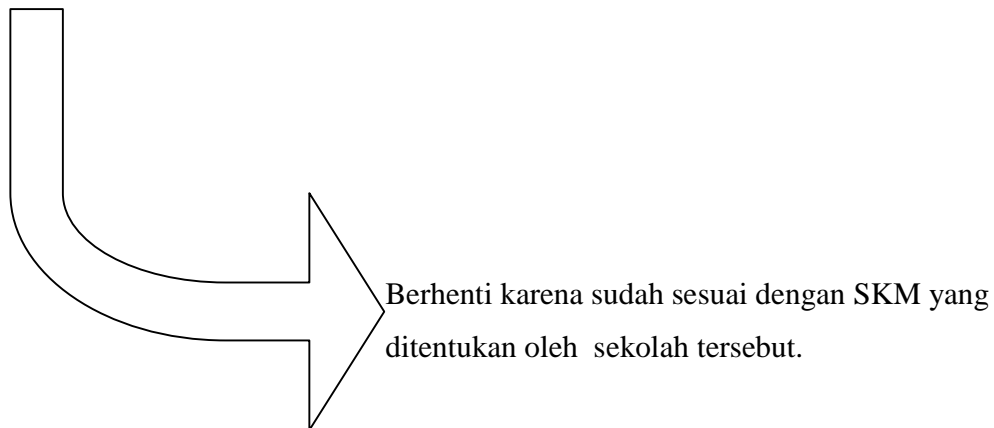 Berhenti karena sudah sesuai dengan SKM yang
ditentukan oleh sekolah tersebut.